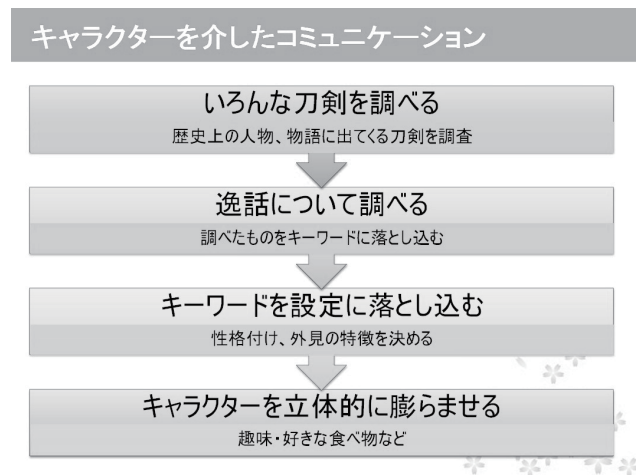 キャラクターを介したコミュニケーション
いろんな刀剣を調べる
歴史上の人物、物語に出てくる刀剣を調査
逸話について調べる
調べたものをキーワードに落とし込む
キーワードを設定に落とし込む
性格付け、外見の特徴を決める
キャラクターを立体的に膨らませる
趣味・好きな食べ物など